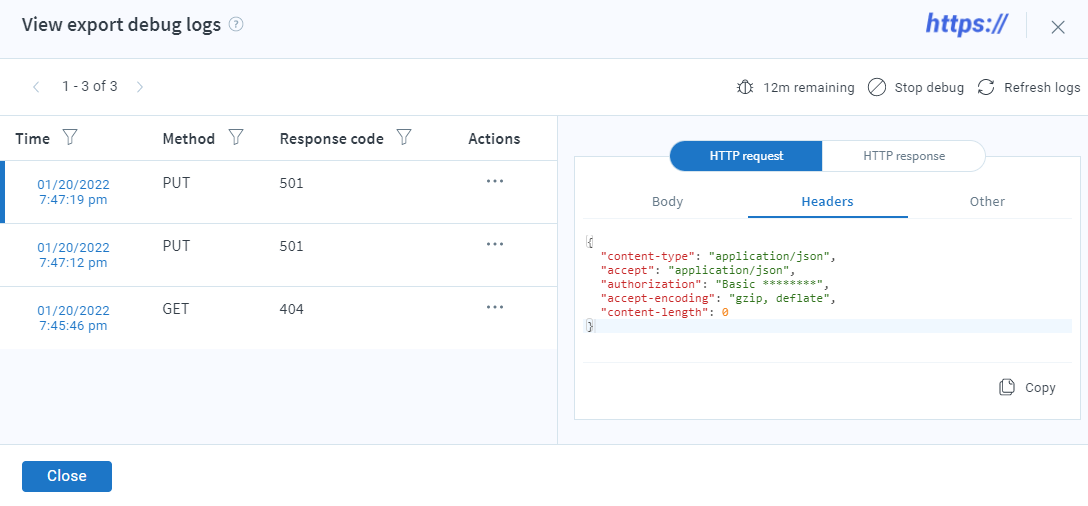 View export debug logs ?
https://
1 - 3 of 3
12m remaining
Stop debug
Refresh logs
Time Method Response code Actions
01/20/2022
7:47:19 pm
PUT 501 ...
01/20/2022
7:47:12 pm
PUT 501 ...
01/20/2022
7:45:46 pm
GET 404 ...
HTTP request HTTP response
Body Headers Other
{
"content-type": "application/json",
"accept": "application/json",
"authorization": "Basic ********",
"accept-encoding": "gzip, deflate",
"content-length": 0
}
Copy
Close